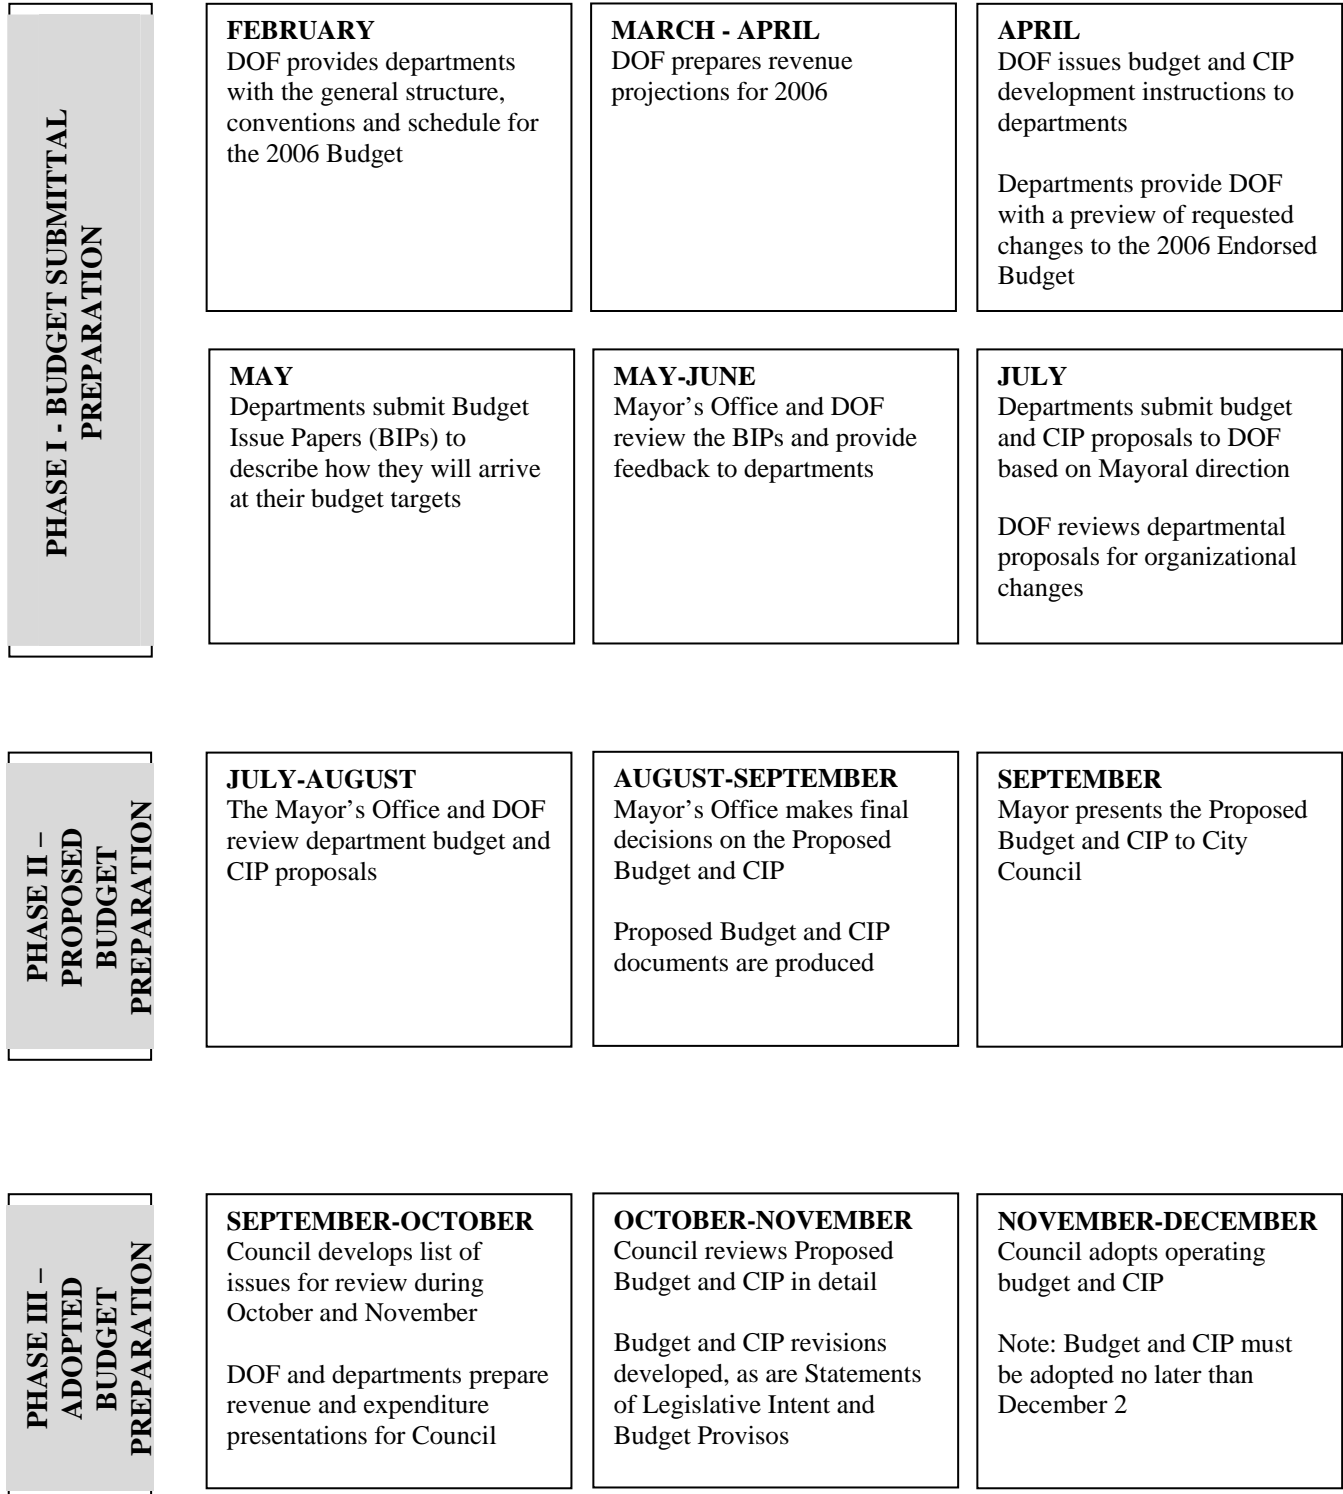 PHASE I - BUDGET SUBMITTAL
PREPARATION
FEBRUARY
DOF provides departments
with the general structure,
conventions and schedule for
the 2006 Budget
MARCH - APRIL
DOF prepares revenue
projections for 2006
APRIL
DOF issues budget and CIP
development instructions to
departments
Departments provide DOF
with a preview of requested
changes to the 2006 Endorsed
Budget
MAY
Departments submit Budget
Issue Papers (BIPs) to
describe how they will arrive
at their budget targets
MAY-JUNE
Mayor’s Office and DOF
review the BIPs and provide
feedback to departments
JULY
Departments submit budget
and CIP proposals to DOF
based on Mayoral direction
DOF reviews departmental
proposals for organizational
changes
PHASE II –
PROPOSED
BUDGET
PREPARATION
JULY-AUGUST
The Mayor’s Office and DOF
review department budget and
CIP proposals
AUGUST-SEPTEMBER
Mayor’s Office makes final
decisions on the Proposed
Budget and CIP
Proposed Budget and CIP
documents are produced
SEPTEMBER
Mayor presents the Proposed
Budget and CIP to City
Council
PHASE III –
ADOPTED
BUDGET
PREPARATION
SEPTEMBER-OCTOBER
Council develops list of
issues for review during
October and November
DOF and departments prepare
revenue and expenditure
presentations for Council
OCTOBER-NOVEMBER
Council reviews Proposed
Budget and CIP in detail
Budget and CIP revisions
developed, as are Statements
of Legislative Intent and
Budget Provisos
NOVEMBER-DECEMBER
Council adopts operating
budget and CIP
Note: Budget and CIP must
be adopted no later than
December 2